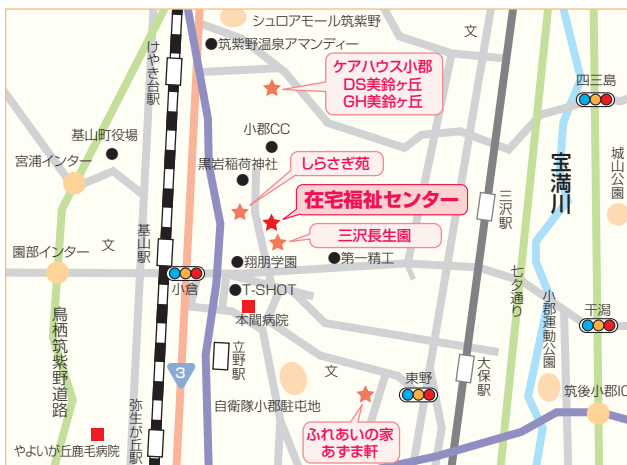 シュロアモール筑紫野
文
筑紫野温泉アマンディー
けやき台駅
ケアハウス小郡
DS美鈴ヶ丘
GH美鈴ヶ丘
四三島
小郡CC
基山町役場
宮浦インター
黒岩稲荷神社
しらさぎ苑
宝満川
城山公園
在宅福祉センター
三沢駅
三沢長生園
文
基山駅
園部インター
翔朋学園
第一精工
小倉
T-SHOT
本間病院
七夕通り
小郡運動公園
干潟
鳥栖筑紫野道路
立野駅
3
文
東野
大保駅
筑後小郡IC
自衛隊小郡駐屯地
弥生が丘駅
ふれあいの家
あずま軒
やよいが丘鹿毛病院